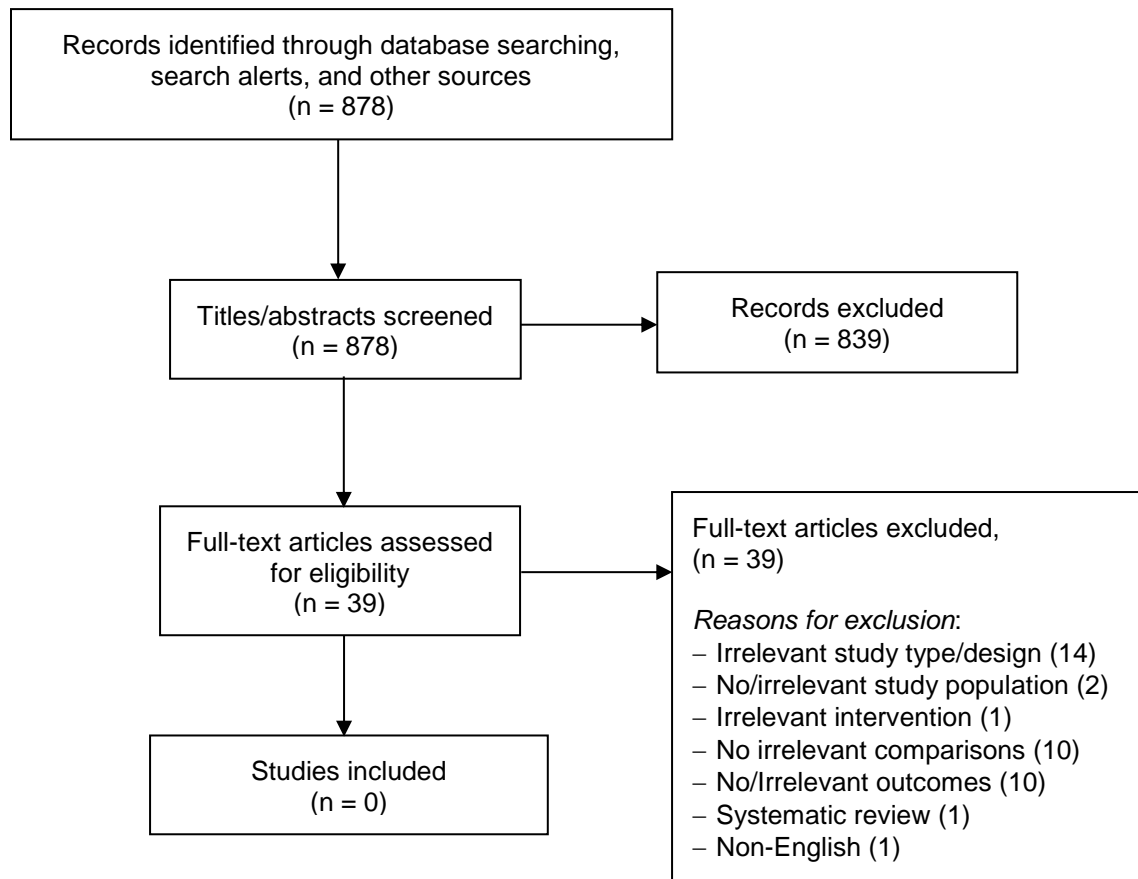 Records identified through database searching,
search alerts, and other sources
(n = 878)
Titles/abstracts screened
(n = 878)
Records excluded
(n = 839)
Full-text articles assessed
for eligibility
(n = 39)
Full-text articles excluded,
(n = 39)
Reasons for exclusion:
– Irrelevant study type/design (14)
– No/irrelevant study population (2)
– Irrelevant intervention (1)
– No irrelevant comparisons (10)
– No/Irrelevant outcomes (10)
– Systematic review (1)
– Non-English (1)
Studies included
(n = 0)